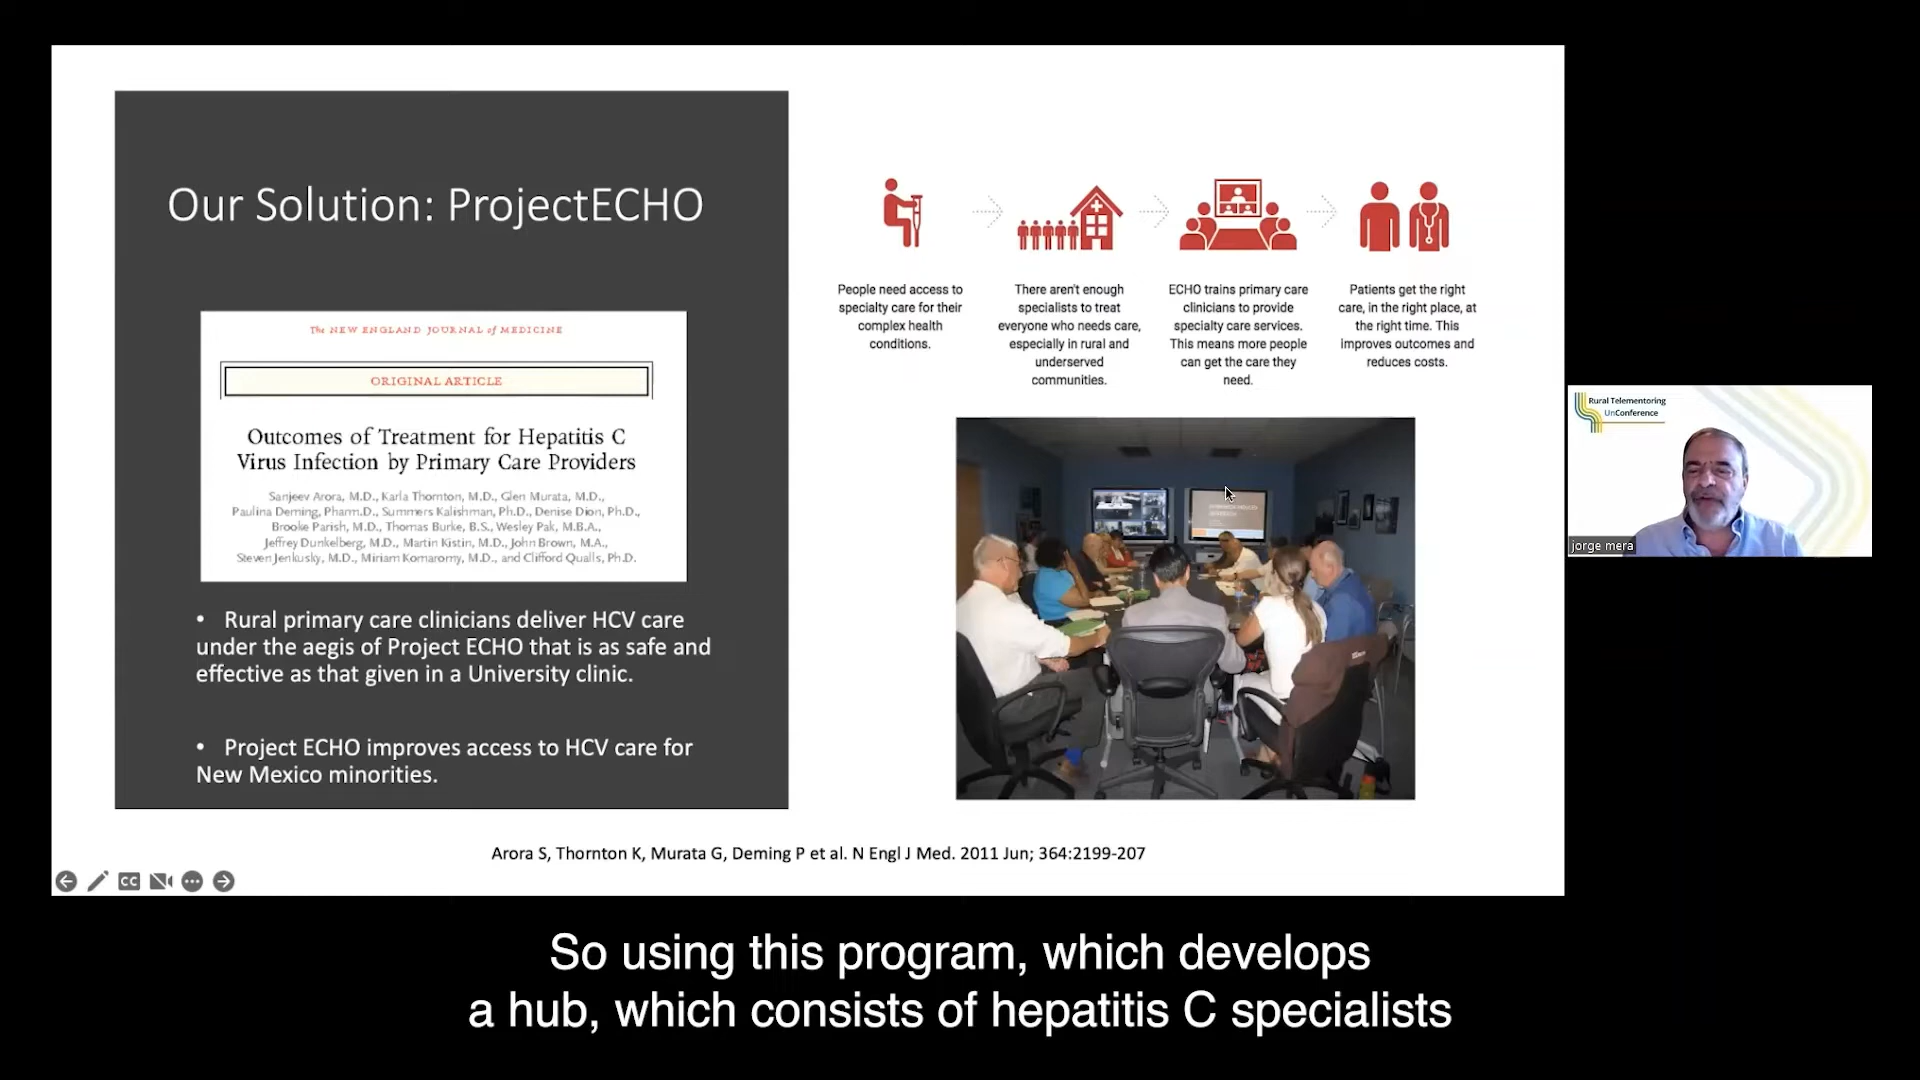 Our Solution: ProjectECHO
The NEW ENGLAND JOURNAL of MEDICINE
ORIGINAL ARTICLE
Outcomes of Treatment for Hepatitis C
Virus Infection by Primary Care Providers
Sanjeev Arora, M.D., Karla Thornton, M.D., Glen Murata, M.D.,
Paulina Deming, Pharm.D., Summers Kalishman, Ph.D., Denise Dion, Ph.D.,
Brooke Parish, M.D., Thomas Burke, B.S., Wesley Pak, M.B.A.,
Jeffrey Dunkelberg, M.D., Martin Kistin, M.D., John Brown, M.A.,
Steven Jenkusky, M.D., Miriam Komaromy, M.D., and Clifford Qualls, Ph.D.
• Rural primary care clinicians deliver HCV care
under the aegis of Project ECHO that is as safe and
effective as that given in a University clinic.
• Project ECHO improves access to HCV care for
New Mexico minorities.
People need access to
specialty care for their
complex health
conditions.
There aren't enough
specialists to treat
everyone who needs care,
especially in rural and
underserved
communities.
ECHO trains primary care
clinicians to provide
specialty care services.
This means more people
can get the care they
need.
Patients get the right
care, in the right place, at
the right time. This
improves outcomes and
reduces costs.
Arora S, Thornton K, Murata G, Deming P et al. N Engl J Med. 2011 Jun; 364:2199-207
CC
Rural Telementoring
UnConference
jorge mera
So using this program, which develops
a hub, which consists of hepatitis C specialists